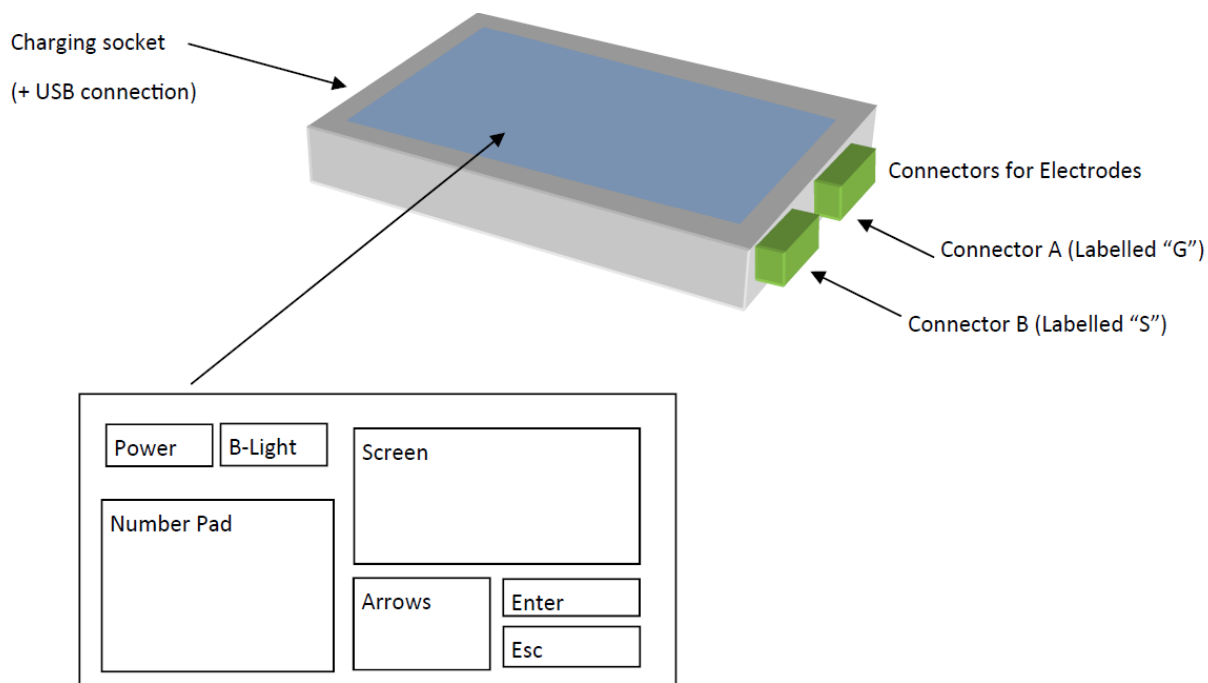 Charging socket
(+ USB connection)
Connectors for Electrodes
Connector A (Labelled “G”)
Connector B (Labelled “S”)
Power
B-Light
Screen
Number Pad
Arrows
Enter
Esc